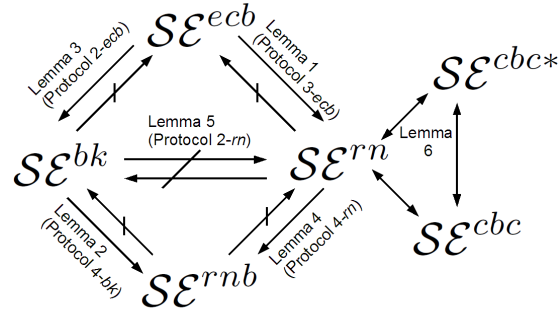 SE^ecb
Lemma 3
(Protocol 2-ecb)
Lemma 1
(Protocol 3-ecb)
SE^cbc*
Lemma 5
(Protocol 2-rn)
Lemma
6
SE^bk
SE^rn
SE^cbc
Lemma 2
(Protocol 4-bk)
Lemma 4
(Protocol 4-rn)
SE^rnb